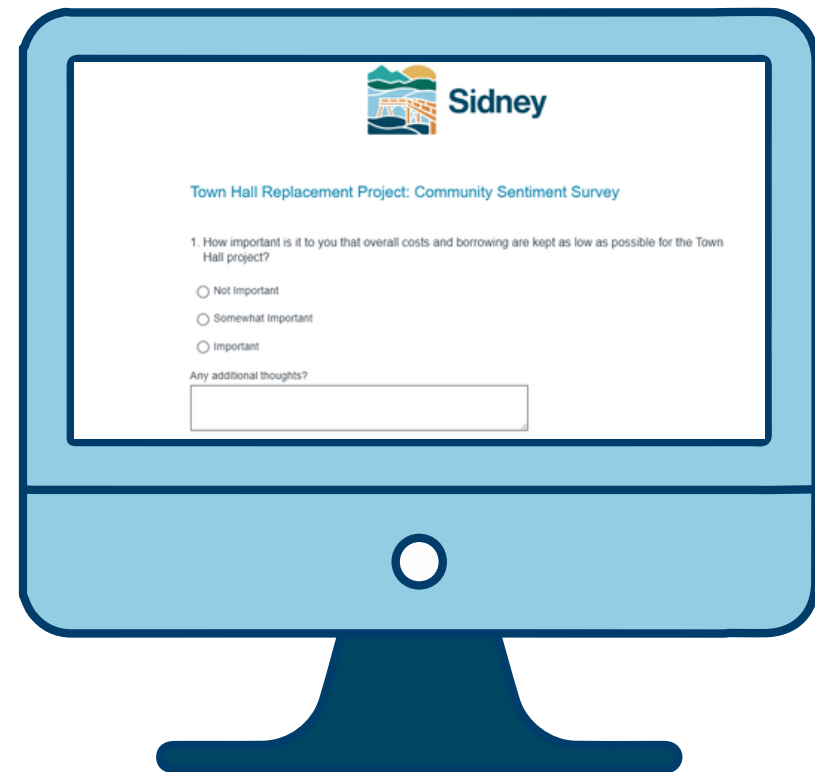 Sidney
Town Hall Replacement Project: Community Sentiment Survey
1. How important is it to you that overall costs and borrowing are kept as low as possible for the Town
Hall project?
Not Important
Somewhat Important
Important
Any additional thoughts?